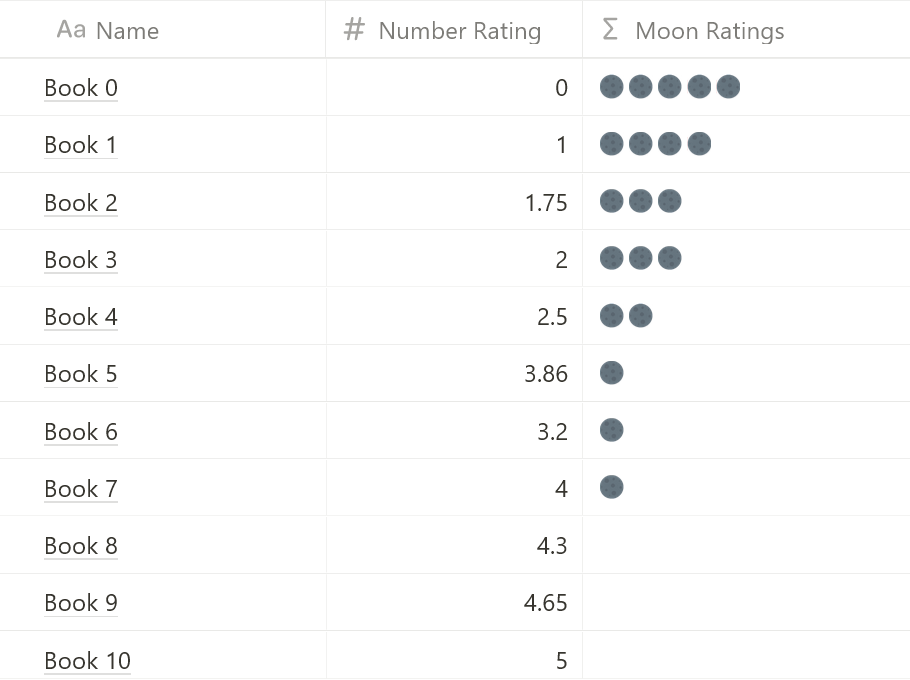 Aa Name # Number Rating Σ Moon Ratings
Book 0 0 🌑🌑🌑🌑🌑
Book 1 1 🌑🌑🌑🌑
Book 2 1.75 🌑🌑🌑
Book 3 2 🌑🌑🌑
Book 4 2.5 🌑🌑
Book 5 3.86 🌑
Book 6 3.2 🌑
Book 7 4 🌑
Book 8 4.3
Book 9 4.65
Book 10 5